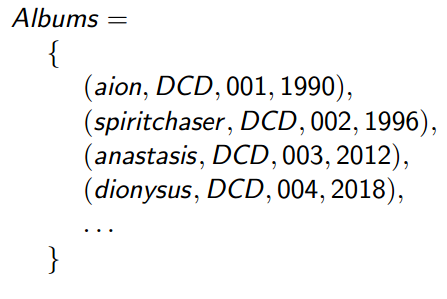 Albums =
{
(aion, DCD, 001, 1990),
(spiritchaser, DCD, 002, 1996),
(anastasis, DCD, 003, 2012),
(dionysus, DCD, 004, 2018),
...
}